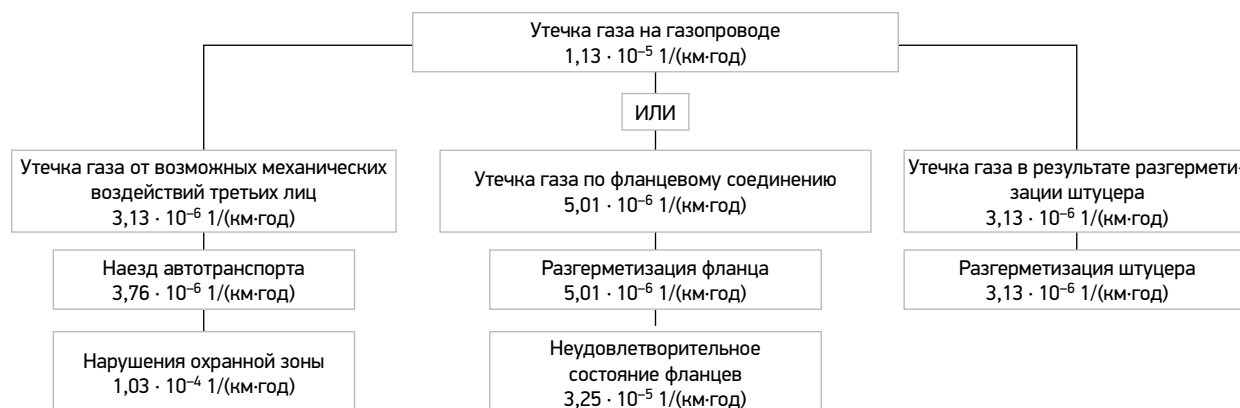 Утечка газа на газопроводе
1,13 · 10⁻⁵ 1/(км·год)
ИЛИ
Утечка газа от возможных механических
воздействий третьих лиц
3,13 · 10⁻⁶ 1/(км·год)
Утечка газа по фланцевому соединению
5,01 · 10⁻⁶ 1/(км·год)
Утечка газа в результате разгермети-
зации штуцера
3,13 · 10⁻⁶ 1/(км·год)
Наезд автотранспорта
3,76 · 10⁻⁶ 1/(км·год)
Разгерметизация фланца
5,01 · 10⁻⁶ 1/(км·год)
Разгерметизация штуцера
3,13 · 10⁻⁶ 1/(км·год)
Нарушения охранной зоны
1,03 · 10⁻⁴ 1/(км·год)
Неудовлетворительное
состояние фланцев
3,25 · 10⁻⁵ 1/(км·год)